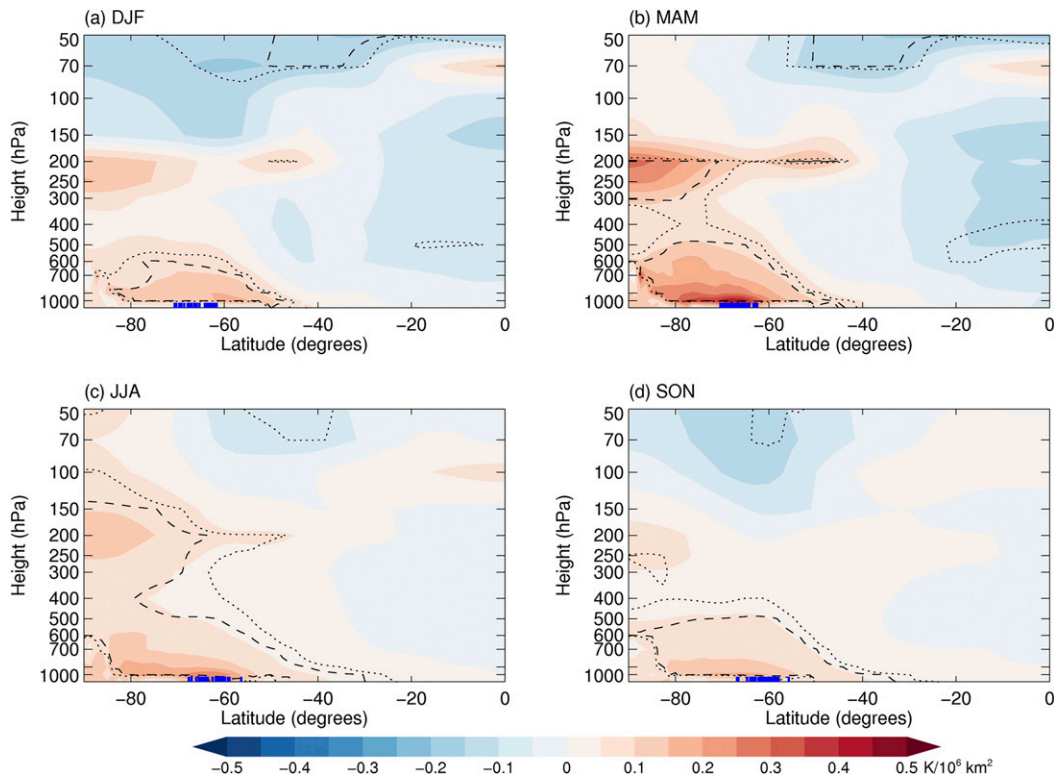 (a) DJF
(b) MAM
50
70
100
150
200
250
300
400
500
600
700
1000
Height (hPa)
−80 −60 −40 −20 0
Latitude (degrees)
50
70
100
150
200
250
300
400
500
600
700
1000
Height (hPa)
−80 −60 −40 −20 0
Latitude (degrees)
(c) JJA
(d) SON
50
70
100
150
200
250
300
400
500
600
700
1000
Height (hPa)
−80 −60 −40 −20 0
Latitude (degrees)
50
70
100
150
200
250
300
400
500
600
700
1000
Height (hPa)
−80 −60 −40 −20 0
Latitude (degrees)
−0.5 −0.4 −0.3 −0.2 −0.1 0 0.1 0.2 0.3 0.4 0.5 K/10⁶ km²